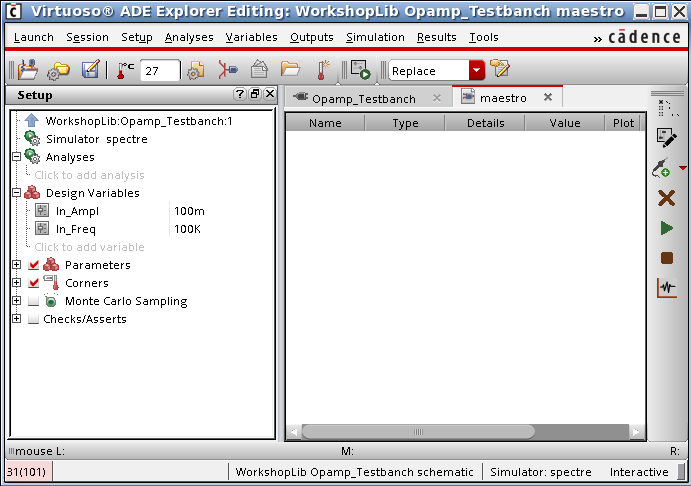 Virtuoso® ADE Explorer Editing: WorkshopLib Opamp_Testbanch maestro
Launch Session Setup Analyses Variables Outputs Simulation Results Tools » cādence
°C 27 Replace
Setup
Opamp_Testbanch maestro
Name Type Details Value Plot
WorkshopLib:Opamp_Testbanch:1
Simulator spectre
Analyses
Click to add analysis
Design Variables
In_Ampl 100m
In_Freq 100K
Click to add variable
Parameters
Corners
Monte Carlo Sampling
Checks/Asserts
mouse L: M: R:
31(101) WorkshopLib Opamp_Testbanch schematic Simulator: spectre Interactive